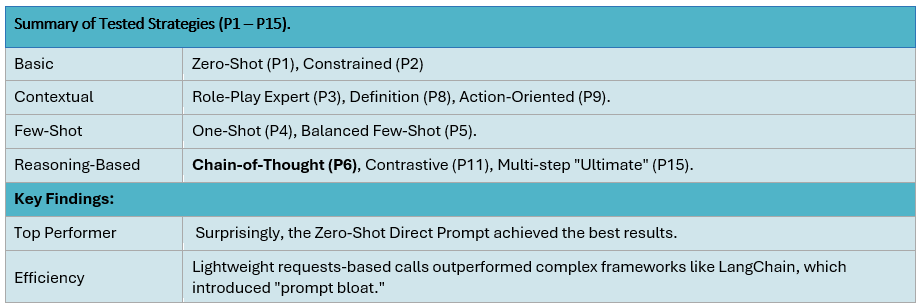 Summary of Tested Strategies (P1 – P15).
Basic Zero-Shot (P1), Constrained (P2)
Contextual Role-Play Expert (P3), Definition (P8), Action-Oriented (P9).
Few-Shot One-Shot (P4), Balanced Few-Shot (P5).
Reasoning-Based Chain-of-Thought (P6), Contrastive (P11), Multi-step "Ultimate" (P15).
Key Findings:
Top Performer Surprisingly, the Zero-Shot Direct Prompt achieved the best results.
Efficiency Lightweight requests-based calls outperformed complex frameworks like LangChain, which
introduced "prompt bloat."